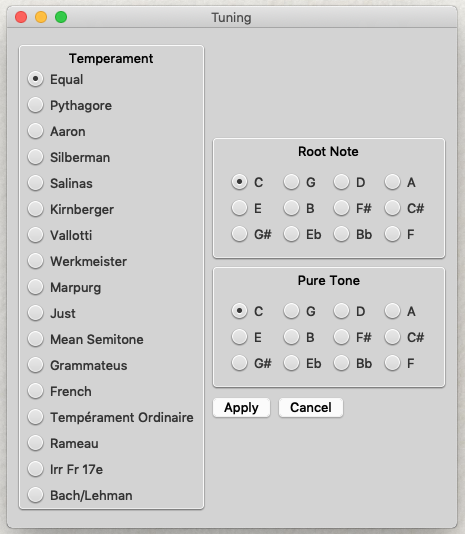 Tuning
Temperament
Equal
Pythagore
Aaron
Silberman
Salinas
Kirnberger
Vallotti
Werkmeister
Marpurg
Just
Mean Semitone
Grammateus
French
Tempérament Ordinaire
Rameau
Irr Fr 17e
Bach/Lehman
Root Note
C G D A
E B F# C#
G# Eb Bb F
Pure Tone
C G D A
E B F# C#
G# Eb Bb F
Apply Cancel